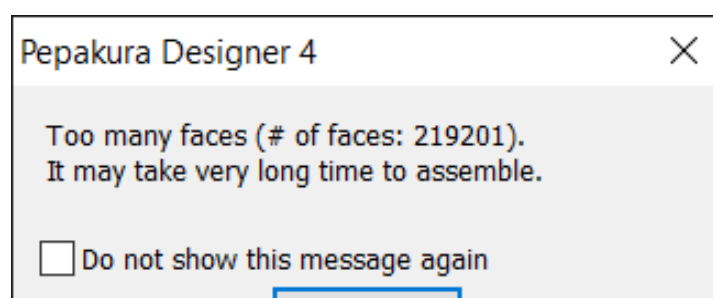 Pepakura Designer 4
Too many faces (# of faces: 219201).
It may take very long time to assemble.
Do not show this message again